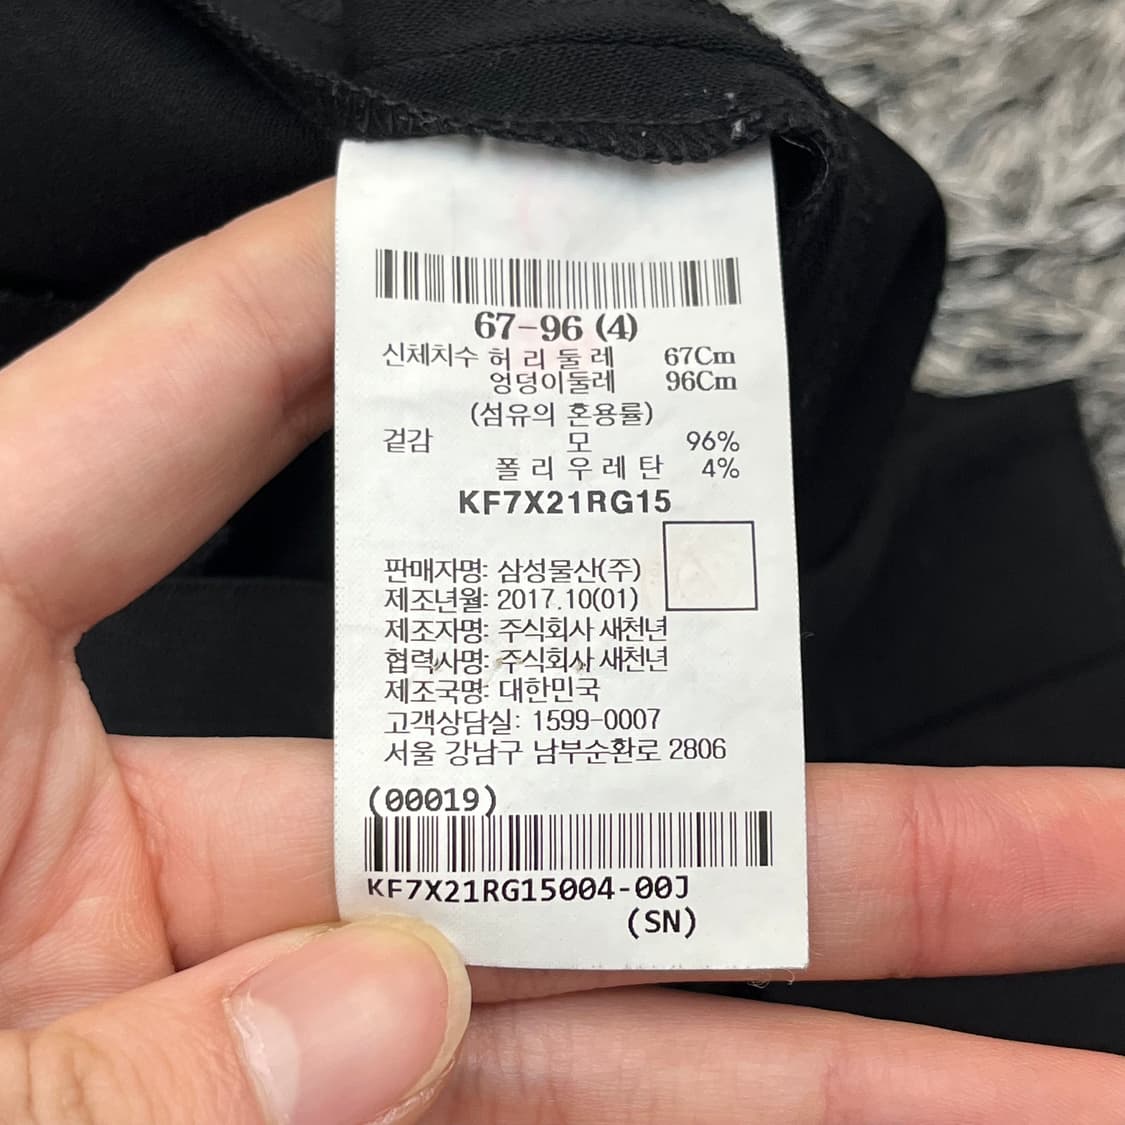 67-96 (4)
신체치수 허 리 둘 레 67Cm
엉덩이둘레 96Cm
(섬유의 혼용률)
겉감 모 96%
폴 리 우 레 탄 4%
KF7X21RG15
판매자명: 삼성물산(주)
제조년월: 2017.10(01)
제조자명: 주식회사 새천년
협력사명: 주식회사 새천년
제조국명: 대한민국
고객상담실: 1599-0007
서울 강남구 남부순환로 2806
(00019)
KF7X21RG15004-00J
(SN)